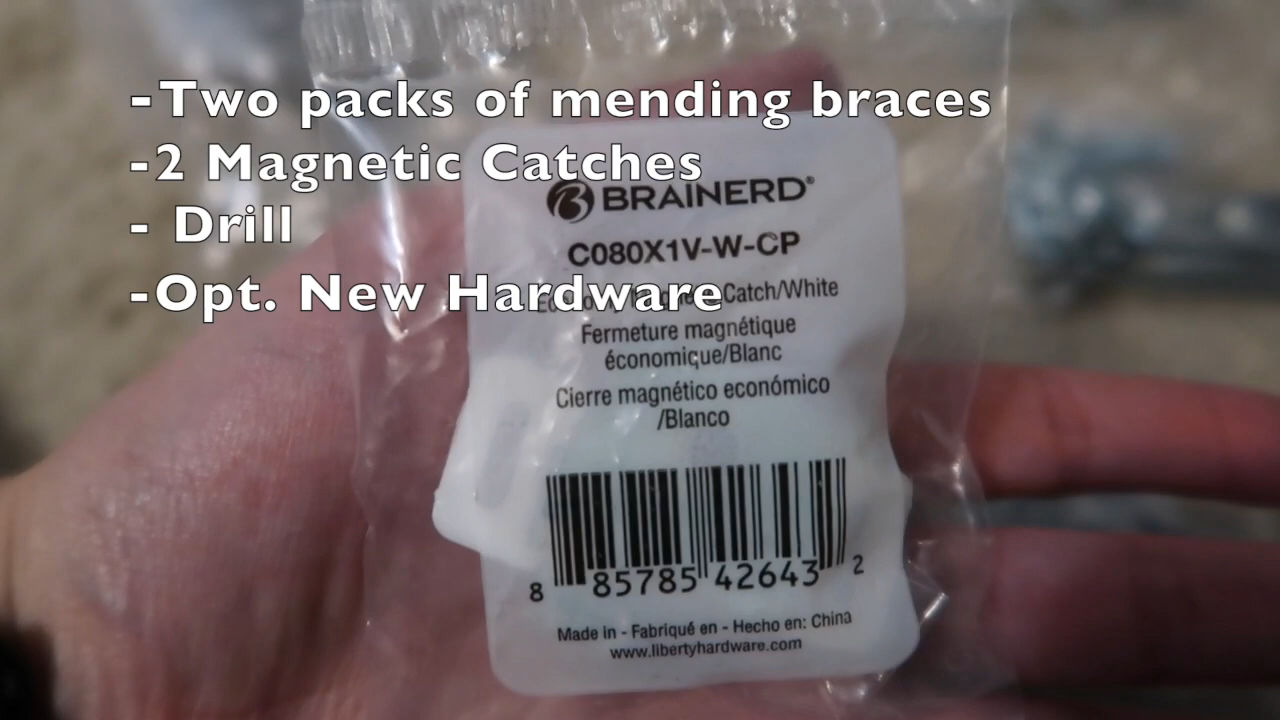 -Two packs of mending braces
-2 Magnetic Catches
- Drill
-Opt. New Hardware
BRAINERD®
C080X1V-W-CP
Catch/White
Fermeture magnétique
économique/Blanc
Cierre magnético económico
/Blanco
8 85785 42643 2
Made in - Fabriqué en - Hecho en: China
www.libertyhardware.com